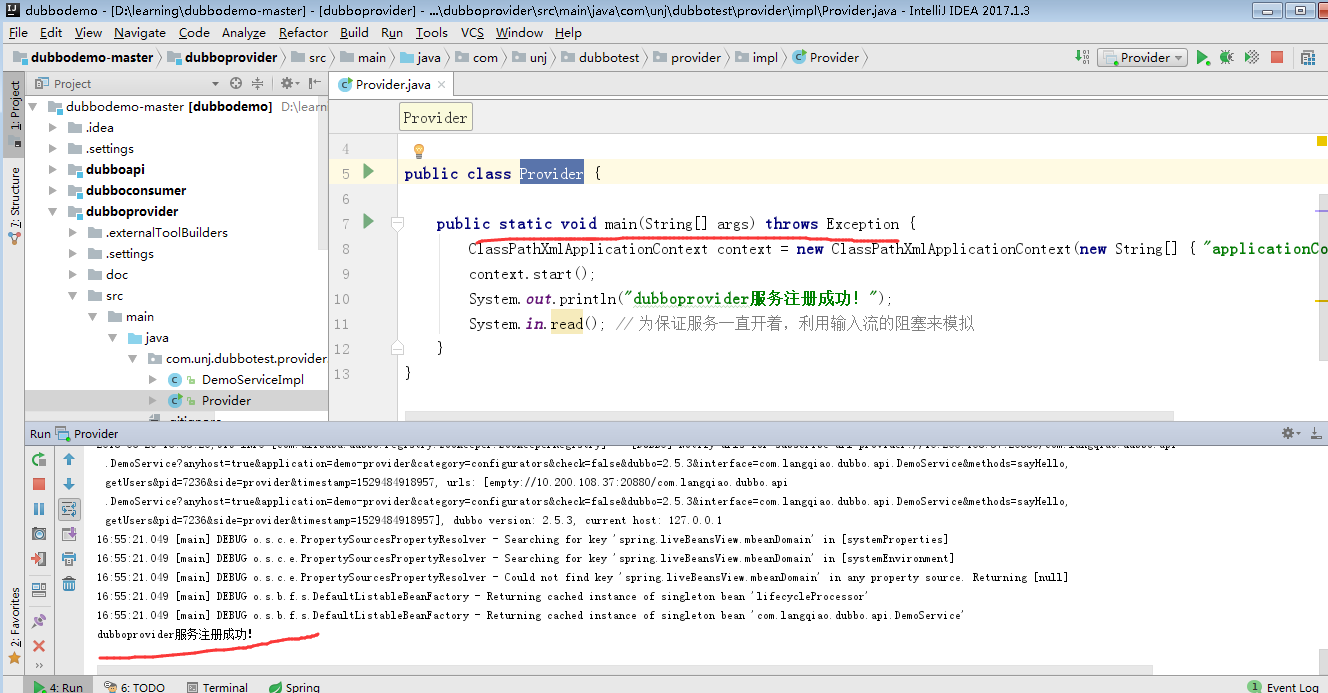 dubbodemo - [D:\learning\dubbodemo-master] - [dubboprovider] - ...\dubboprovider\src\main\java\com\unj\dubbotest\provider\impl\Provider.java - IntelliJ IDEA 2017.1.3
File Edit View Navigate Code Analyze Refactor Build Run Tools VCS Window Help
dubbodemo-master dubboprovider src main java com unj dubbotest provider impl Provider
Provider
Project
Provider.java
1: Project
7: Structure
2: Favorites
dubbodemo-master [dubbodemo] D:\learn
.idea
.settings
dubboapi
dubboconsumer
dubboprovider
.externalToolBuilders
.settings
doc
src
main
java
com.unj.dubbotest.provider
DemoServiceImpl
Provider
Provider
4
5 public class Provider {
6
7 public static void main(String[] args) throws Exception {
8 ClassPathXmlApplicationContext context = new ClassPathXmlApplicationContext(new String[] { "applicationCo
9 context.start();
10 System.out.println("dubboprovider服务注册成功! ");
11 System.in.read(); // 为保证服务一直开着，利用输入流的阻塞来模拟
12 }
13 }
Run Provider
.DemoService?anyhost=true&application=demo-provider&category=configurators&check=false&dubbo=2.5.3&interface=com.langqiao.dubbo.api.DemoService&methods=sayHello,
getUsers&pid=7236&side=provider&timestamp=1529484918957, urls: [empty://10.200.108.37:20880/com.langqiao.dubbo.api
.DemoService?anyhost=true&application=demo-provider&category=configurators&check=false&dubbo=2.5.3&interface=com.langqiao.dubbo.api.DemoService&methods=sayHello,
getUsers&pid=7236&side=provider&timestamp=1529484918957], dubbo version: 2.5.3, current host: 127.0.0.1
16:55:21.049 [main] DEBUG o.s.c.e.PropertySourcesPropertyResolver - Searching for key 'spring.liveBeansView.mbeanDomain' in [systemProperties]
16:55:21.049 [main] DEBUG o.s.c.e.PropertySourcesPropertyResolver - Searching for key 'spring.liveBeansView.mbeanDomain' in [systemEnvironment]
16:55:21.049 [main] DEBUG o.s.c.e.PropertySourcesPropertyResolver - Could not find key 'spring.liveBeansView.mbeanDomain' in any property source. Returning [null]
16:55:21.049 [main] DEBUG o.s.b.f.s.DefaultListableBeanFactory - Returning cached instance of singleton bean 'lifecycleProcessor'
16:55:21.049 [main] DEBUG o.s.b.f.s.DefaultListableBeanFactory - Returning cached instance of singleton bean 'com.langqiao.dubbo.api.DemoService'
dubboprovider服务注册成功!
4: Run 6: TODO Terminal Spring 1 Event Log